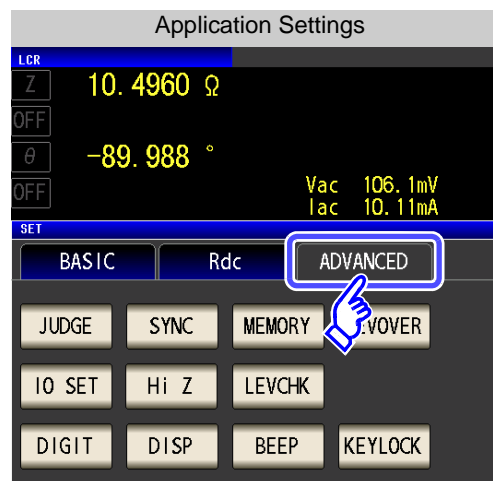 Application Settings
LCR
Z 10.4960 Ω
OFF
θ -89.988 °
OFF
Vac 106.1mV
Iac 10.11mA
SET
BASIC Rdc ADVANCED
JUDGE SYNC MEMORY VOVER
IO SET Hi Z LEVCHK
DIGIT DISP BEEP KEYLOCK